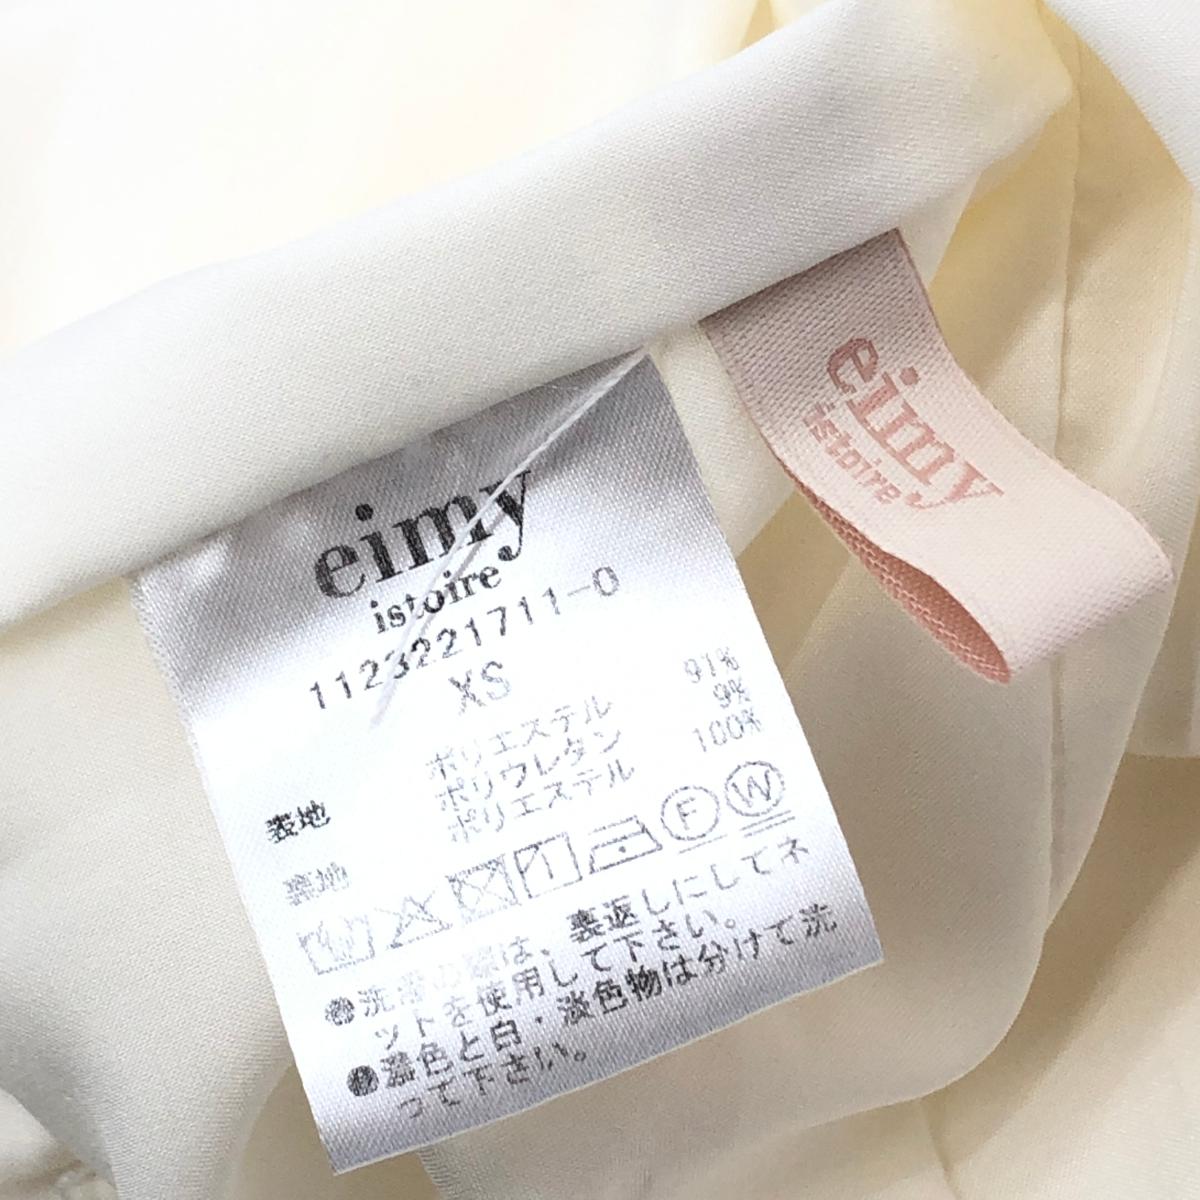 eimy
istoire
1123221711-0
XS
表地 ポリエステル 91%
ポリウレタン 9%
裏地 ポリエステル 100%
F W
●洗濯の際は、裏返しにしてネ
ットを使用して下さい。
●濃色と白・淡色物は分けて洗
って下さい。
eimy
istoire